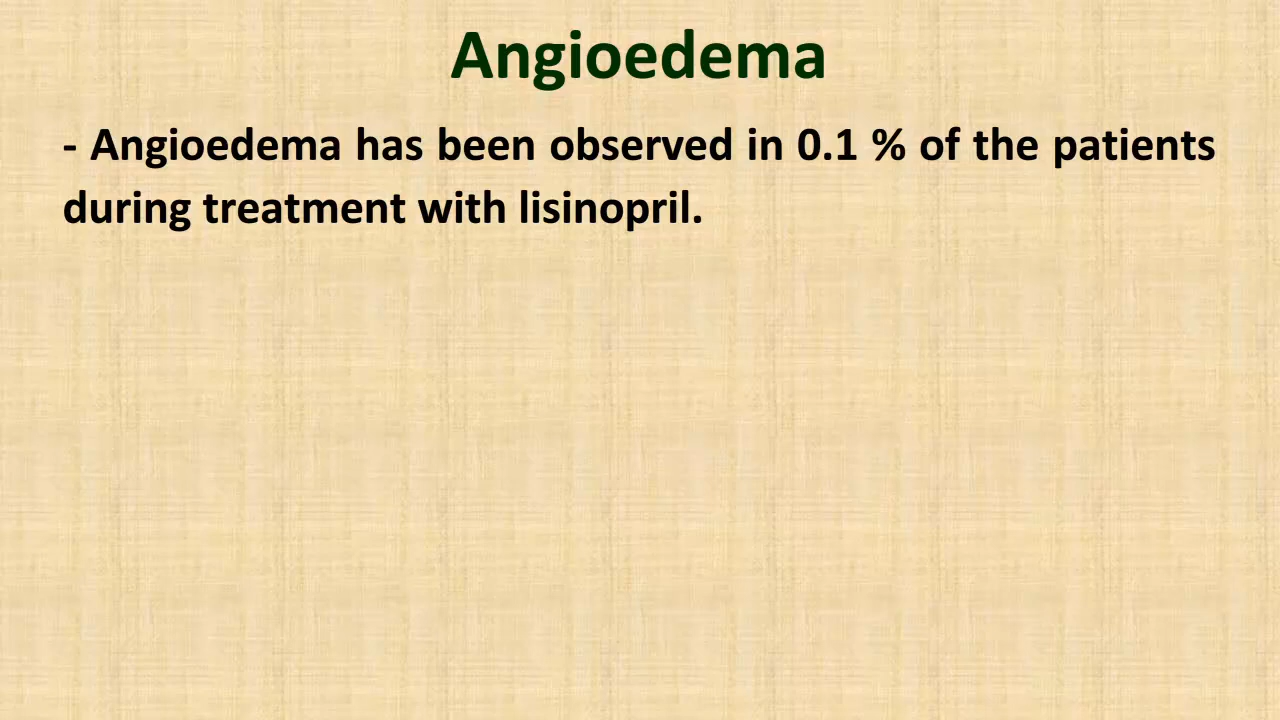 Angioedema
- Angioedema has been observed in 0.1 % of the patients
during treatment with lisinopril.